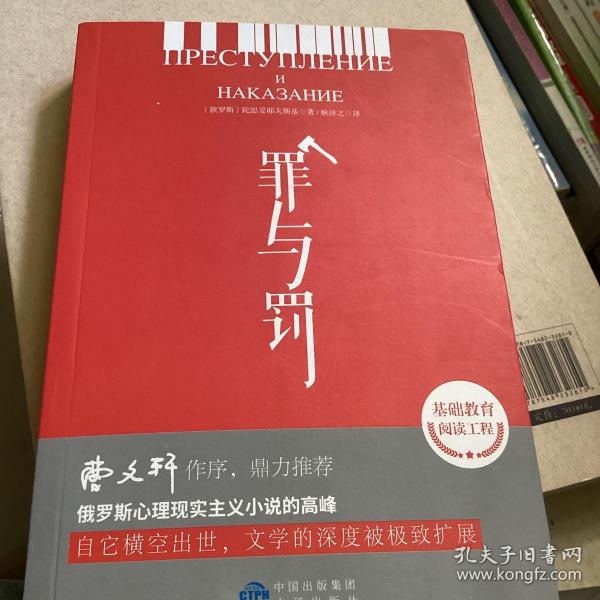 ПРЕСТУПЛЕНИЕ
И
НАКАЗАНИЕ
[俄罗斯]陀思妥耶夫斯基○著/耿济之○译
罪与罚
基础教育
阅读工程
曹文轩 作序，鼎力推荐
俄罗斯心理现实主义小说的高峰
自它横空出世，文学的深度被极致扩展
CTPH
中国出版集团
孔夫子旧书网
www.kongfz.com
定价：